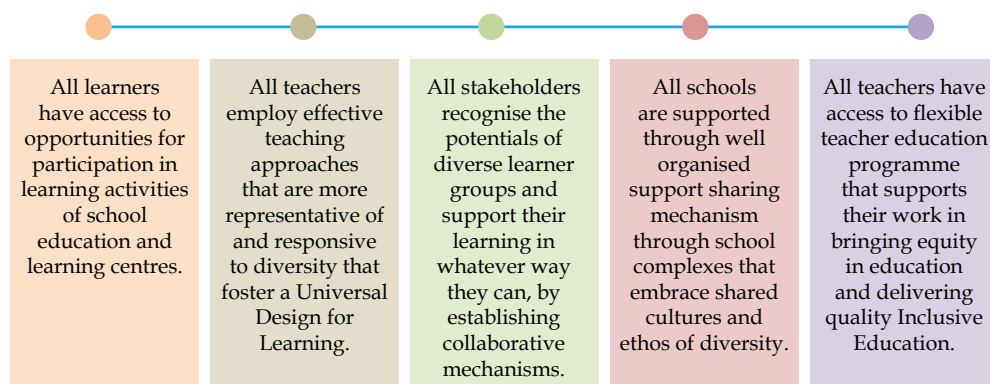 All learners
have access to
opportunities for
participation in
learning activities
of school
education and
learning centres.
All teachers
employ effective
teaching
approaches
that are more
representative of
and responsive
to diversity that
foster a Universal
Design for
Learning.
All stakeholders
recognise the
potentials of
diverse learner
groups and
support their
learning in
whatever way
they can, by
establishing
collaborative
mechanisms.
All schools
are supported
through well
organised
support sharing
mechanism
through school
complexes that
embrace shared
cultures and
ethos of diversity.
All teachers have
access to flexible
teacher education
programme
that supports
their work in
bringing equity
in education
and delivering
quality Inclusive
Education.